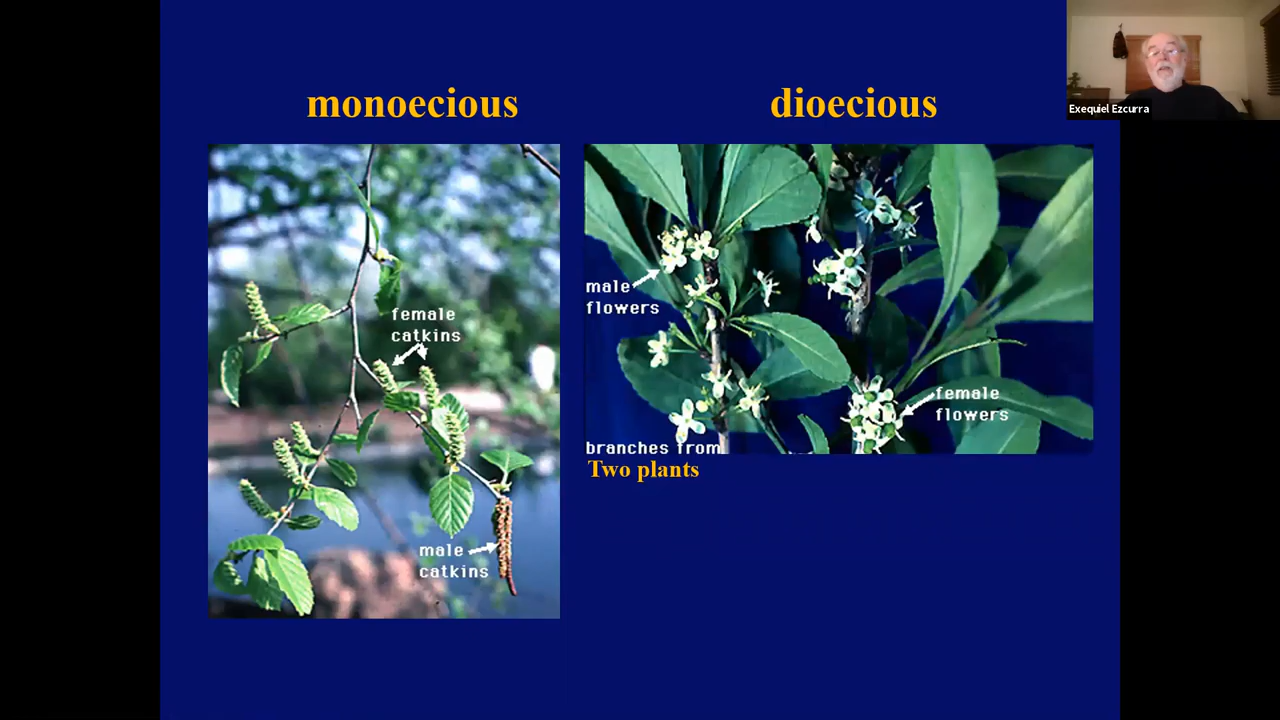 monoecious
dioecious
Exequiel Ezcurra
female
catkins
male
catkins
male
flowers
female
flowers
branches from
Two plants